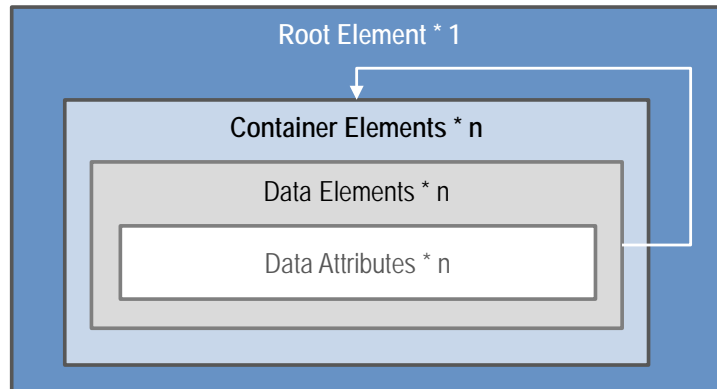 Root Element * 1
Container Elements * n
Data Elements * n
Data Attributes * n